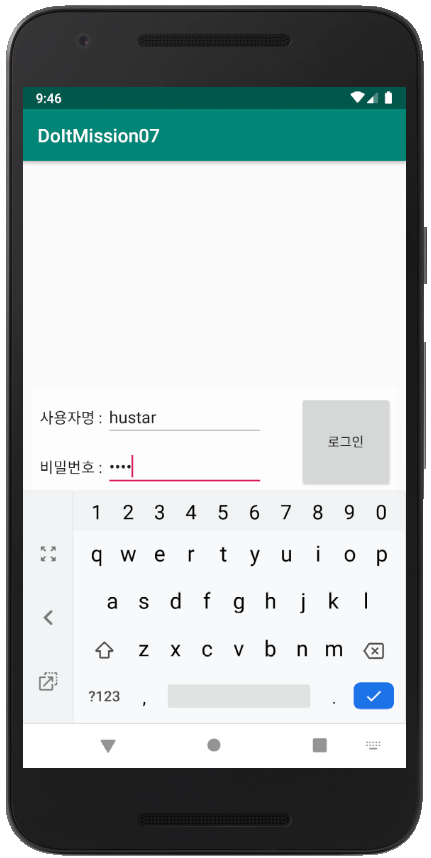 9:46
DoItMission07
사용자명 : hustar
비밀번호 : ••••
로그인
1 2 3 4 5 6 7 8 9 0
q w e r t y u i o p
a s d f g h j k l
z x c v b n m
?123 , .